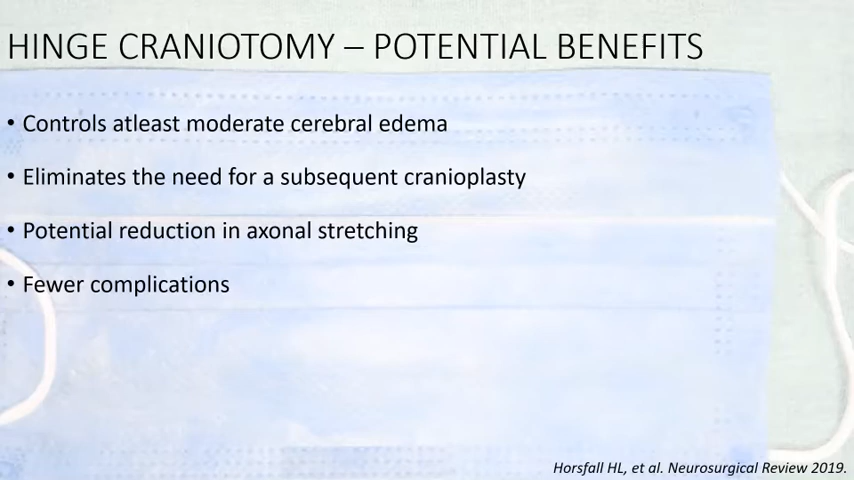 HINGE CRANIOTOMY – POTENTIAL BENEFITS
• Controls atleast moderate cerebral edema
• Eliminates the need for a subsequent cranioplasty
• Potential reduction in axonal stretching
• Fewer complications
Horsfall HL, et al. Neurosurgical Review 2019.